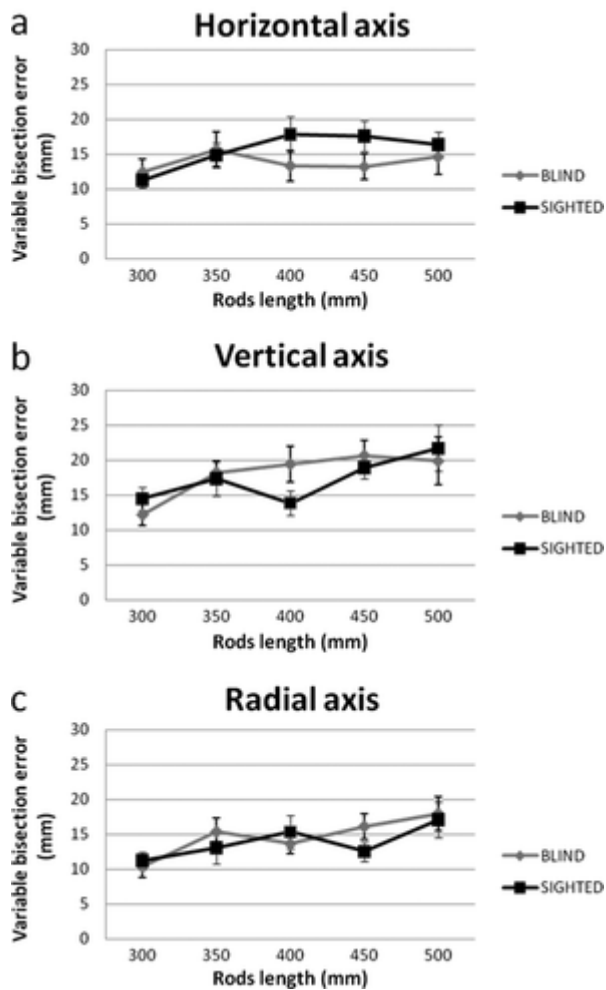 a
Horizontal axis
Variable bisection error
(mm)
30
25
20
15
10
5
0
300 350 400 450 500
Rods length (mm)
BLIND
SIGHTED
b
Vertical axis
Variable bisection error
(mm)
30
25
20
15
10
5
0
300 350 400 450 500
Rods length (mm)
BLIND
SIGHTED
c
Radial axis
Variable bisection error
(mm)
30
25
20
15
10
5
0
300 350 400 450 500
Rods length (mm)
BLIND
SIGHTED